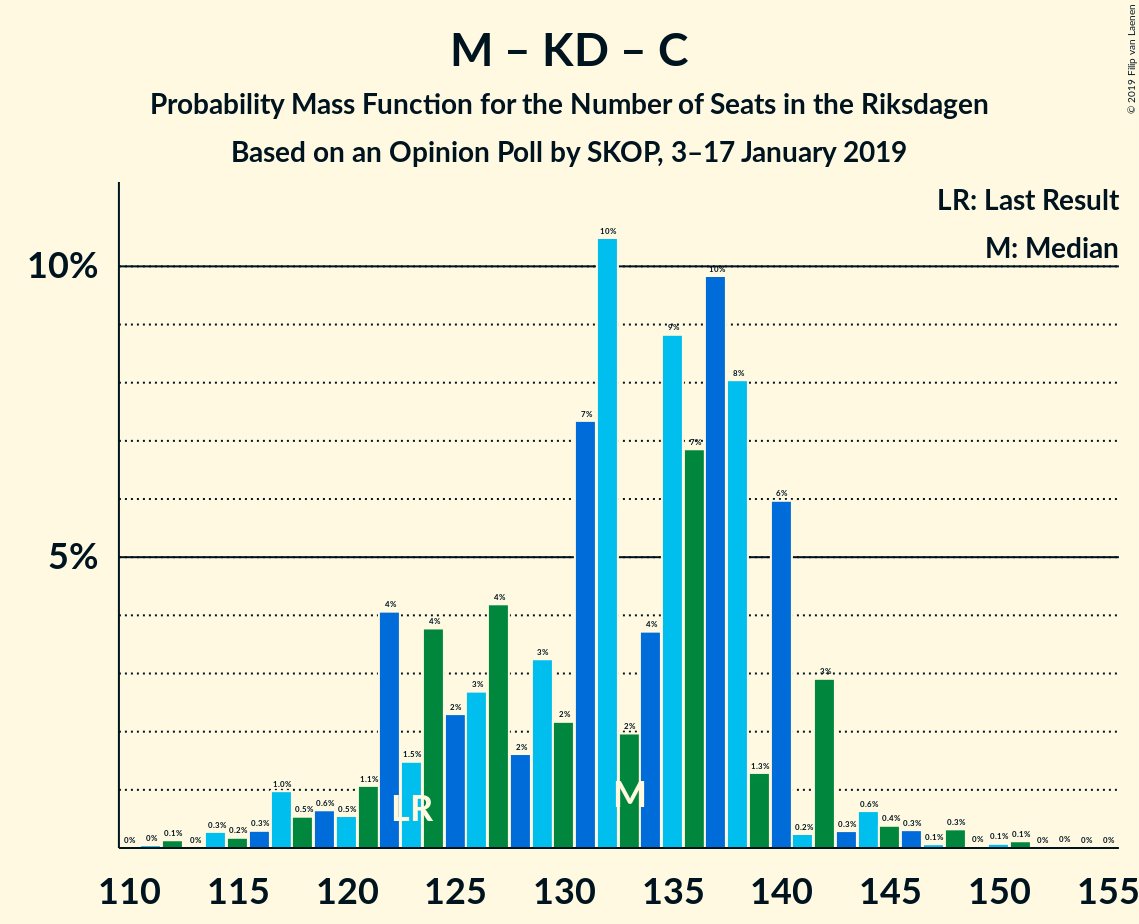 M – KD – C
Probability Mass Function for the Number of Seats in the Riksdagen
Based on an Opinion Poll by SKOP, 3–17 January 2019
© 2019 Filip van Laenen
LR: Last Result
M: Median
10%
5%
0% 0% 0.1% 0% 0.3% 0.2% 0.3% 1.0% 0.5% 0.6% 0.5% 1.1% 4% 1.5% 4% 2% 3% 4% 2% 3% 2% 7% 10% 2% 4% 9% 7% 10% 8% 1.3% 6% 0.2% 3% 0.3% 0.6% 0.4% 0.3% 0.1% 0.3% 0% 0.1% 0.1% 0% 0% 0% 0%
LR M
110 115 120 125 130 135 140 145 150 155